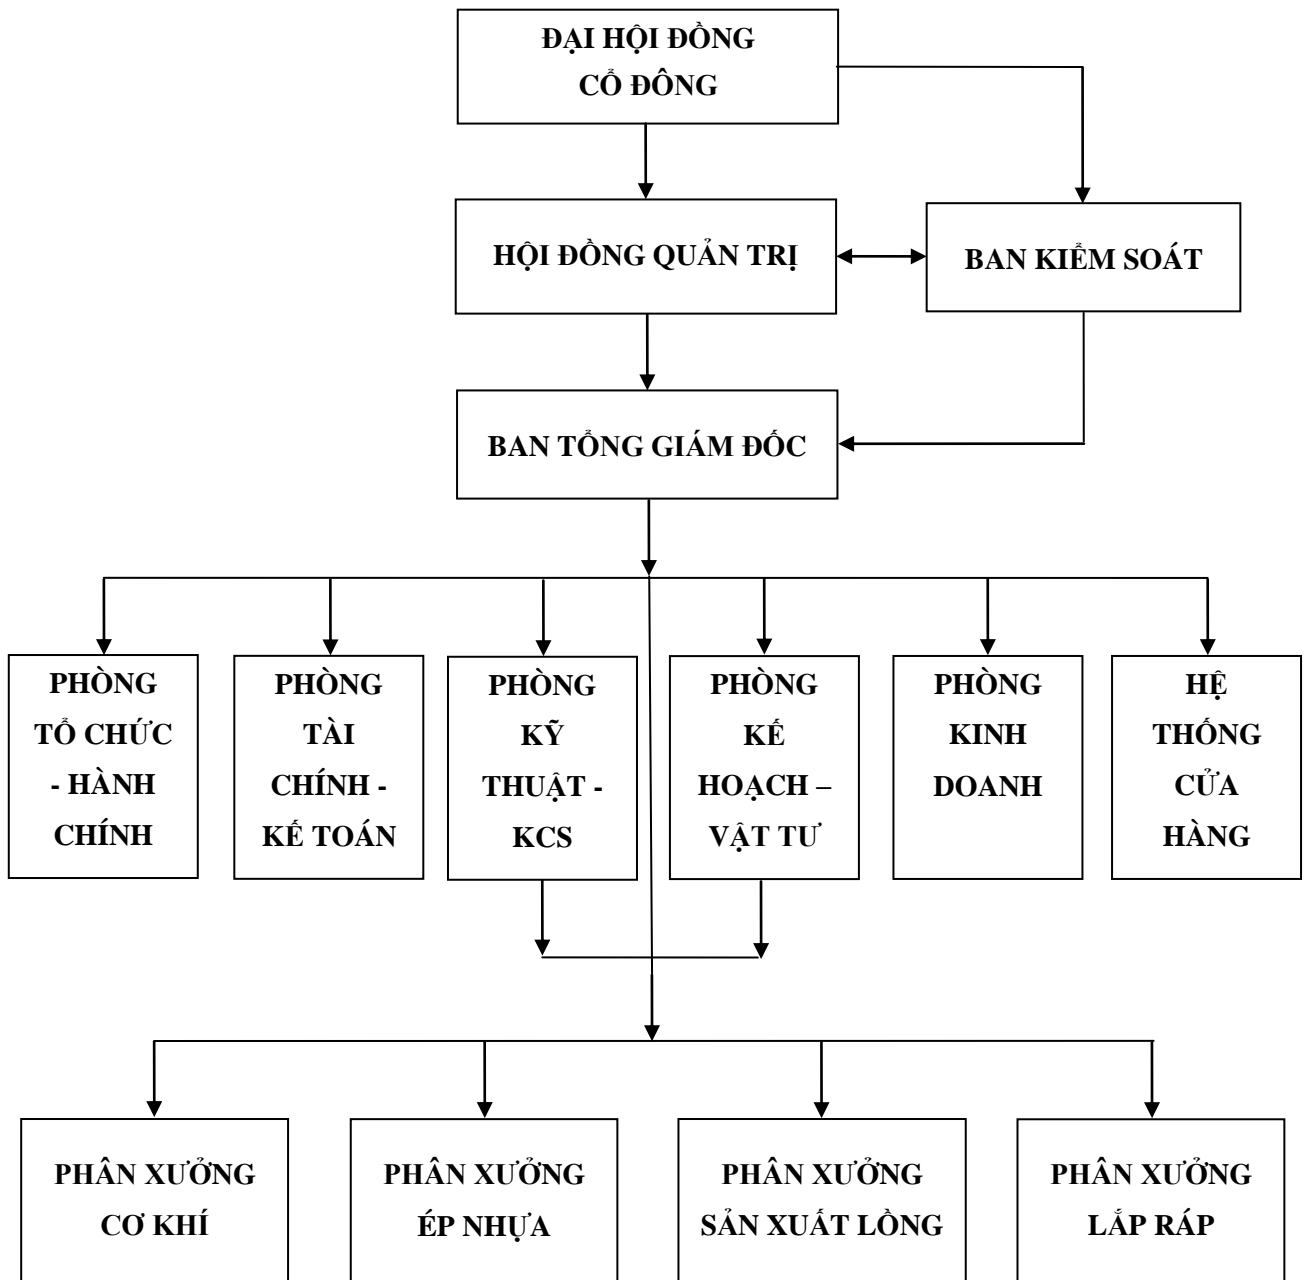 ĐẠI HỘI ĐỒNG
CỔ ĐÔNG
HỘI ĐỒNG QUẢN TRỊ
BAN KIỂM SOÁT
BAN TỔNG GIÁM ĐỐC
PHÒNG
TỔ CHỨC
- HÀNH
CHÍNH
PHÒNG
TÀI
CHÍNH -
KẾ TOÁN
PHÒNG
KỸ
THUẬT -
KCS
PHÒNG
KẾ
HOẠCH –
VẬT TƯ
PHÒNG
KINH
DOANH
HỆ
THỐNG
CỬA
HÀNG
PHÂN XƯỞNG
CƠ KHÍ
PHÂN XƯỞNG
ÉP NHỰA
PHÂN XƯỞNG
SẢN XUẤT LỒNG
PHÂN XƯỞNG
LẮP RÁP